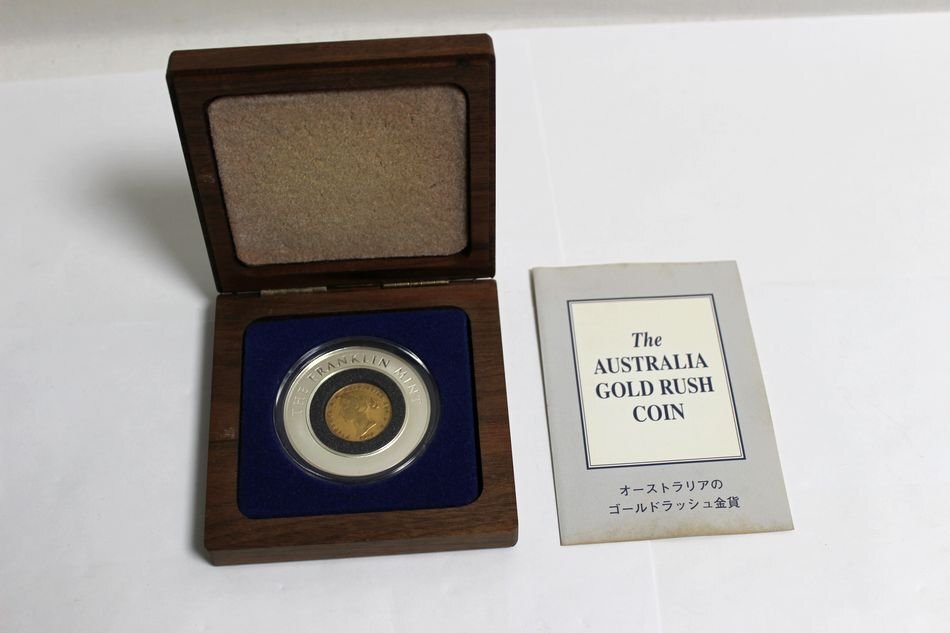 THE FRANKLIN MINT
The
AUSTRALIA
GOLD RUSH
COIN
オーストラリアの
ゴールドラッシュ金貨